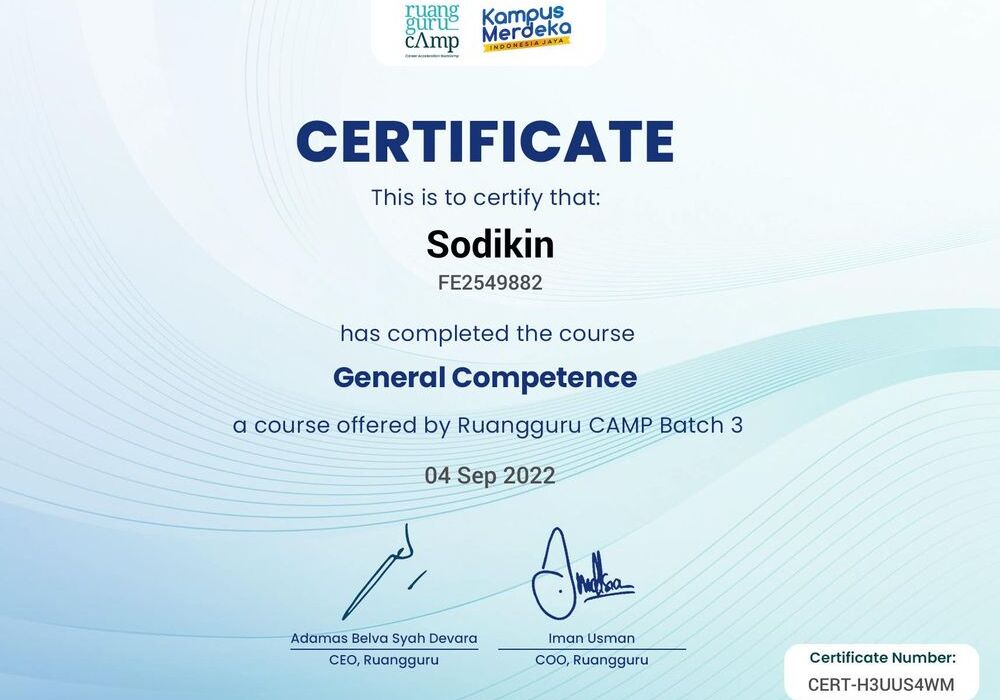 ruang
guru
cAmp
Career Acceleration Bootcamp
Kampus
Merdeka
INDONESIA JAYA
CERTIFICATE
This is to certify that:
Sodikin
FE2549882
has completed the course
General Competence
a course offered by Ruangguru CAMP Batch 3
04 Sep 2022
Adamas Belva Syah Devara
CEO, Ruangguru
Iman Usman
COO, Ruangguru
Certificate Number:
CERT-H3UUS4WM